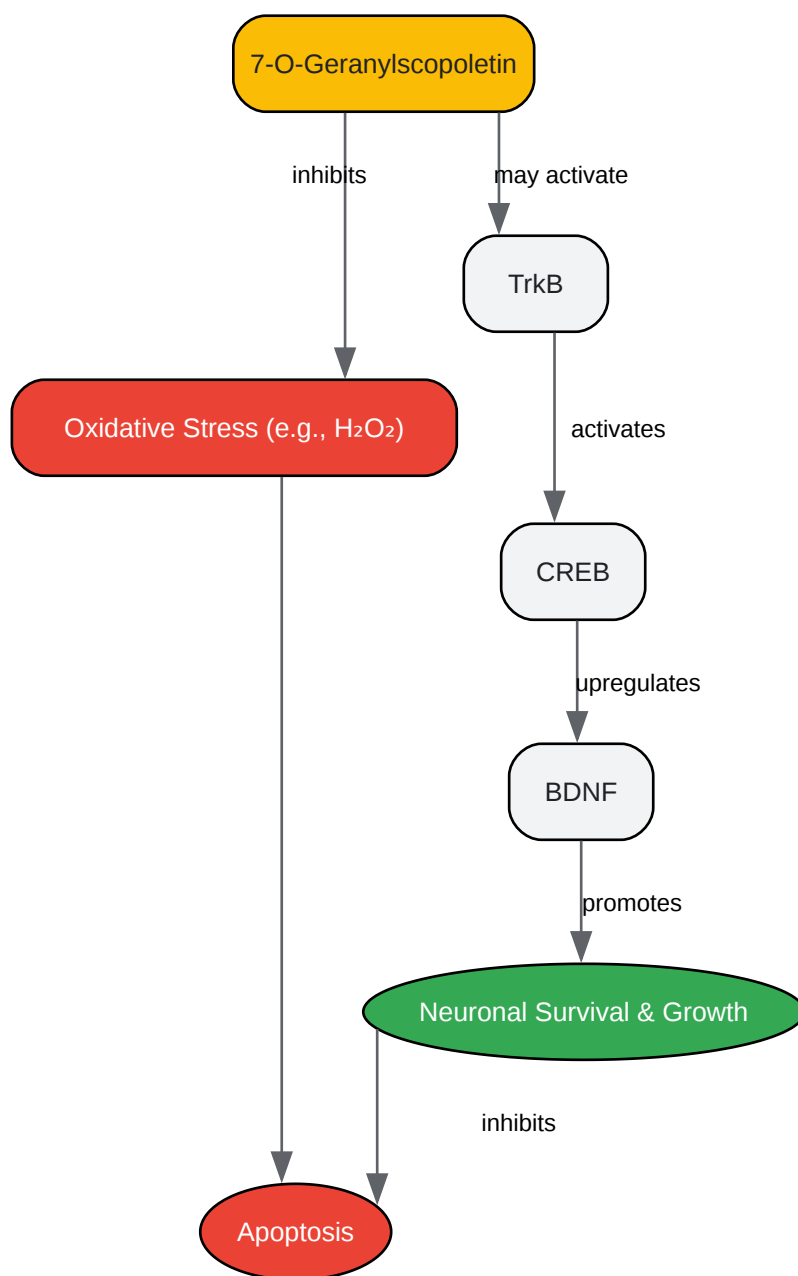 7-O-Geranylscopoletin
inhibits
may activate
TrkB
Oxidative Stress (e.g., H₂O₂)
activates
CREB
upregulates
BDNF
promotes
Neuronal Survival & Growth
inhibits
Apoptosis